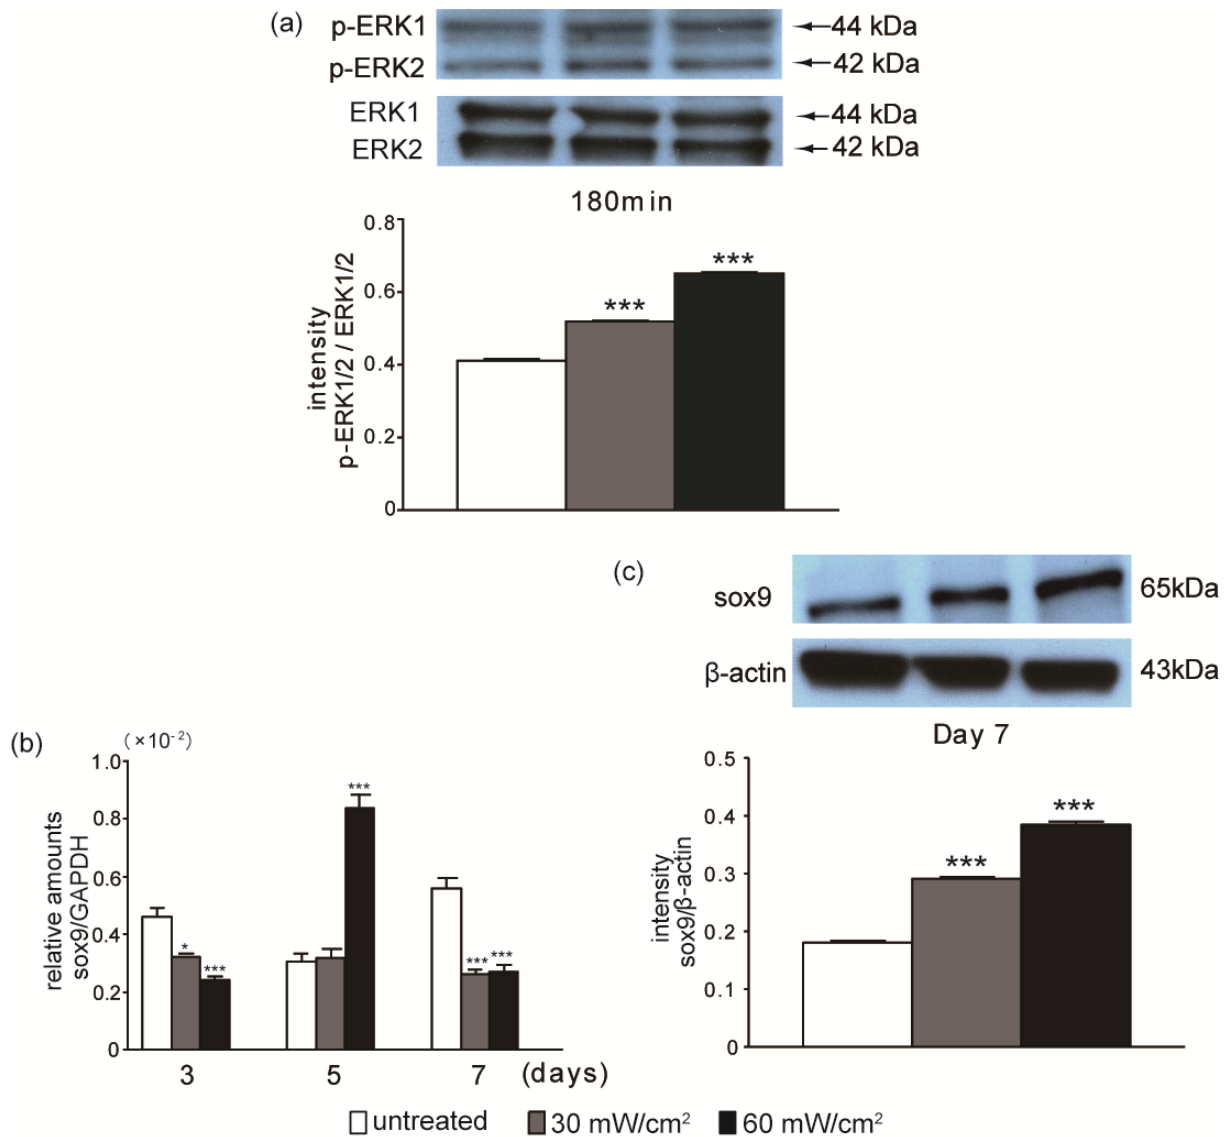 (a)
p-ERK1 44 kDa
p-ERK2 42 kDa
ERK1 44 kDa
ERK2 42 kDa
180min
intensity
p-ERK1/2 / ERK1/2
0.8
0.6
0.4
0.2
0
***
***
(c)
sox9 65kDa
β-actin 43kDa
Day 7
intensity
sox9/β-actin
0.5
0.4
0.3
0.2
0.1
0
***
***
(b)
(×10⁻²)
relative amounts
sox9/GAPDH
1.0
0.8
0.6
0.4
0.2
0
*
***
***
***
***
3 5 7 (days)
untreated 30 mW/cm² 60 mW/cm²